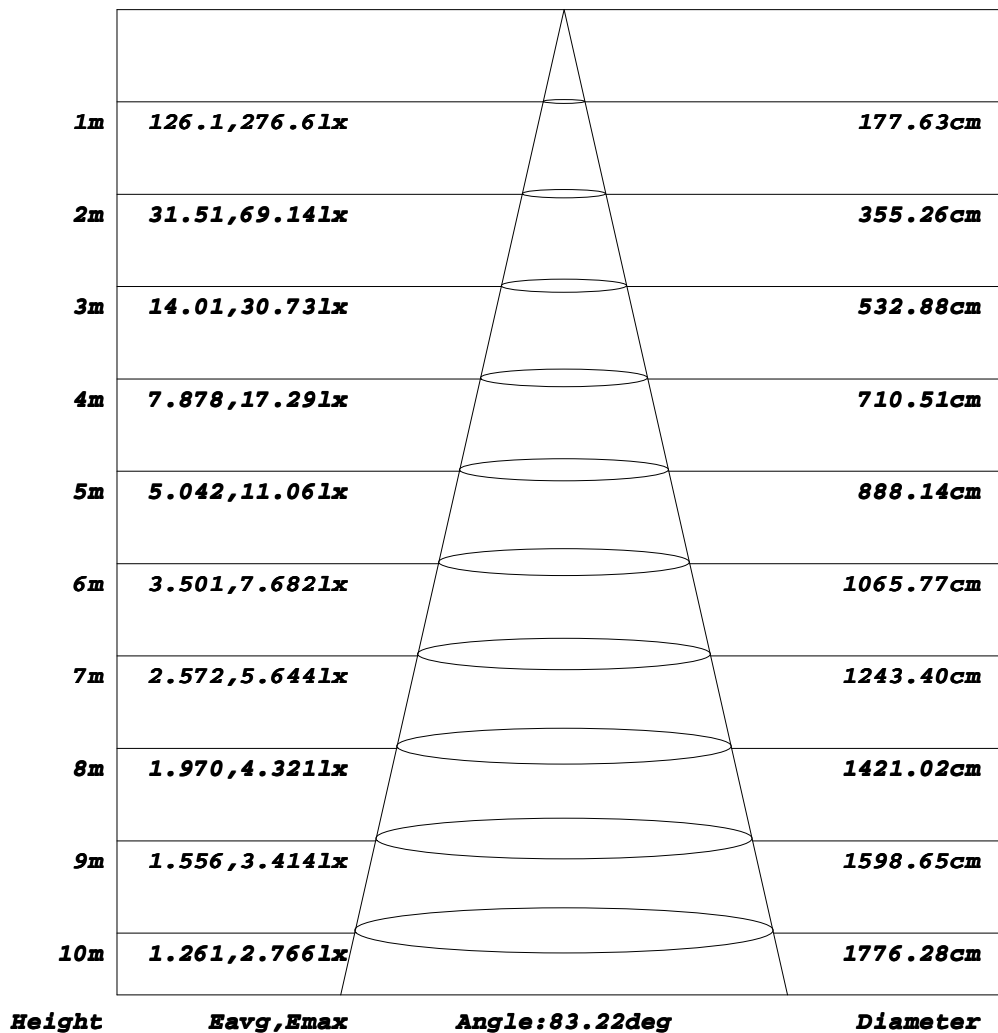 1m 126.1,276.6lx 177.63cm
2m 31.51,69.14lx 355.26cm
3m 14.01,30.73lx 532.88cm
4m 7.878,17.29lx 710.51cm
5m 5.042,11.06lx 888.14cm
6m 3.501,7.682lx 1065.77cm
7m 2.572,5.644lx 1243.40cm
8m 1.970,4.321lx 1421.02cm
9m 1.556,3.414lx 1598.65cm
10m 1.261,2.766lx 1776.28cm
Height Eavg,Emax Angle:83.22deg Diameter